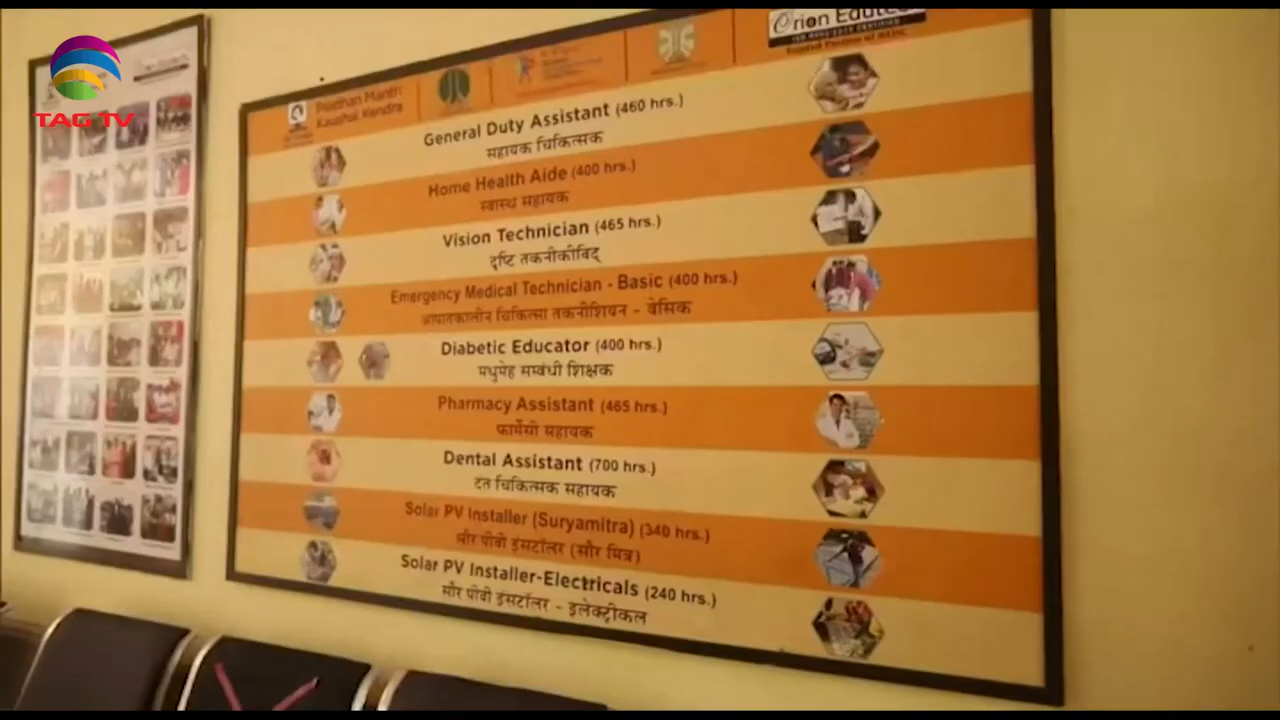 TAG TV
Pradhan Mantri
Kaushal Kendra
Orion Edutech
General Duty Assistant (460 hrs.)
सहायक चिकित्सक
Home Health Aide (400 hrs.)
स्वास्थ सहायक
Vision Technician (465 hrs.)
दृष्टि तकनीकीविद्
Emergency Medical Technician - Basic (400 hrs.)
आपातकालीन चिकित्सा तकनीशियन - बेसिक
Diabetic Educator (400 hrs.)
मधुमेह सम्बंधी शिक्षक
Pharmacy Assistant (465 hrs.)
फार्मेसी सहायक
Dental Assistant (700 hrs.)
दंत चिकित्सक सहायक
Solar PV Installer (Suryamitra) (340 hrs.)
सौर पीवी इंसटॉलर (सौर मित्र)
Solar PV Installer-Electricals (240 hrs.)
सौर पीवी इंसटॉलर - इलेक्ट्रीकल